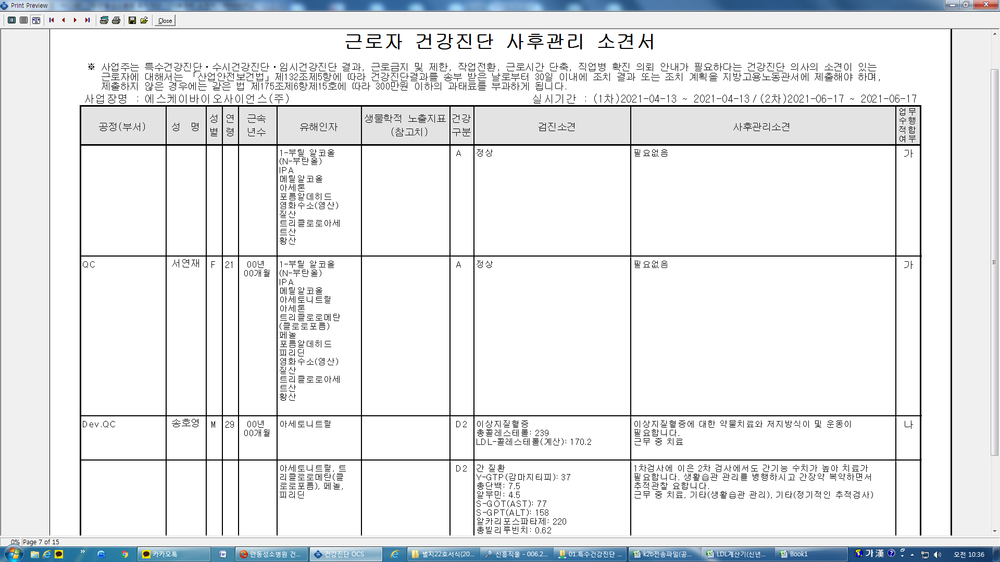 Print Preview
Close
근로자 건강진단 사후관리 소견서
※ 사업주는 특수건강진단·수시건강진단·임시건강진단 결과, 근로금지 및 제한, 작업전환, 근로시간 단축, 직업병 확진 의뢰 안내가 필요하다는 건강진단 의사의 소견이 있는
근로자에 대해서는 「산업안전보건법」제132조제5항에 따라 건강진단결과를 송부 받은 날로부터 30일 이내에 조치 결과 또는 조치 계획을 지방고용노동관서에 제출해야 하며,
제출하지 않은 경우에는 같은 법 제175조제6항제15호에 따라 300만원 이하의 과태료를 부과하게 됩니다.
사업장명 : 에스케이바이오사이언스(주)
실시기간 : (1차)2021-04-13 ~ 2021-04-13 / (2차)2021-06-17 ~ 2021-06-17
공정(부서)
성 명
성별
연령
근속
년수
유해인자
생물학적 노출지표
(참고치)
건강
구분
검진소견
사후관리소견
업무
수행
적합
여부
1-부틸 알코올
(N-부탄올)
IPA
메틸알코올
아세톤
포름알데히드
염화수소(염산)
질산
트리클로로아세
트산
황산
A
정상
필요없음
가
QC
서연재
F
21
00년
00개월
1-부틸 알코올
(N-부탄올)
IPA
메틸알코올
아세토니트릴
아세톤
트리클로로메탄
(클로로포름)
페놀
포름알데히드
피리딘
염화수소(염산)
질산
트리클로로아세
트산
황산
A
정상
필요없음
가
Dev.QC
송호영
M
29
00년
00개월
아세토니트릴
D2
이상지질혈증
총콜레스테롤: 239
LDL-콜레스테롤(계산): 170.2
이상지질혈증에 대한 약물치료와 저지방식이 및 운동이
필요합니다.
근무 중 치료
나
아세토니트릴, 트
리클로로메탄(클
로로포름), 페놀,
피리딘
D2
간 질환
Y-GTP(감마지티피): 37
총단백: 7.5
알부민: 4.5
S-GOT(AST): 77
S-GPT(ALT): 158
알카리포스파타제: 220
총빌리루빈치: 0.62
1차검사에 이은 2차 검사에서도 간기능 수치가 높아 치료가
필요합니다. 생활습관 관리를 병행하시고 간장약 복약하면서
추적관찰 요합니다.
근무 중 치료, 기타(생활습관 관리), 기타(정기적인 추적검사)
0% Page 7 of 15
카카오톡
안동성소병원 건...
건강진단 OCS
별지22호서식(20...
신흥직물 - 006.2...
01.특수건강진단 ...
k2b전송파일(공...
LDL계산기(신년...
Book1
가 漢
오전 10:36